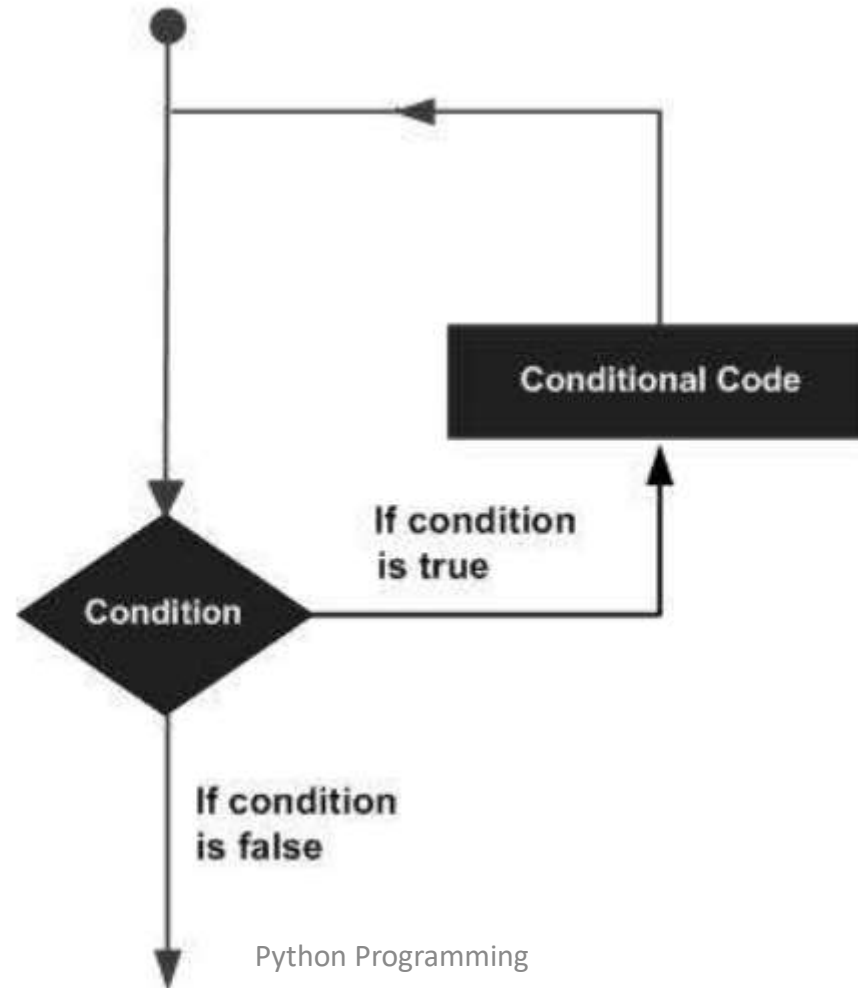 Conditional Code
If condition
is true
Condition
If condition
is false
Python Programming